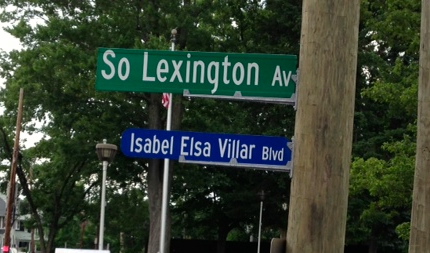 So Lexington Av
Isabel Elsa Villar Blvd